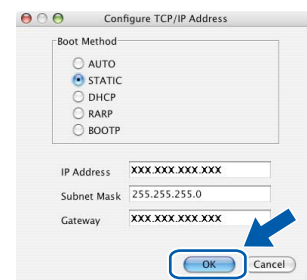 Configure TCP/IP Address
Boot Method
AUTO
STATIC
DHCP
RARP
BOOTP
IP Address XXX.XXX.XXX.XXX
Subnet Mask 255.255.255.0
Gateway XXX.XXX.XXX.XXX
OK Cancel